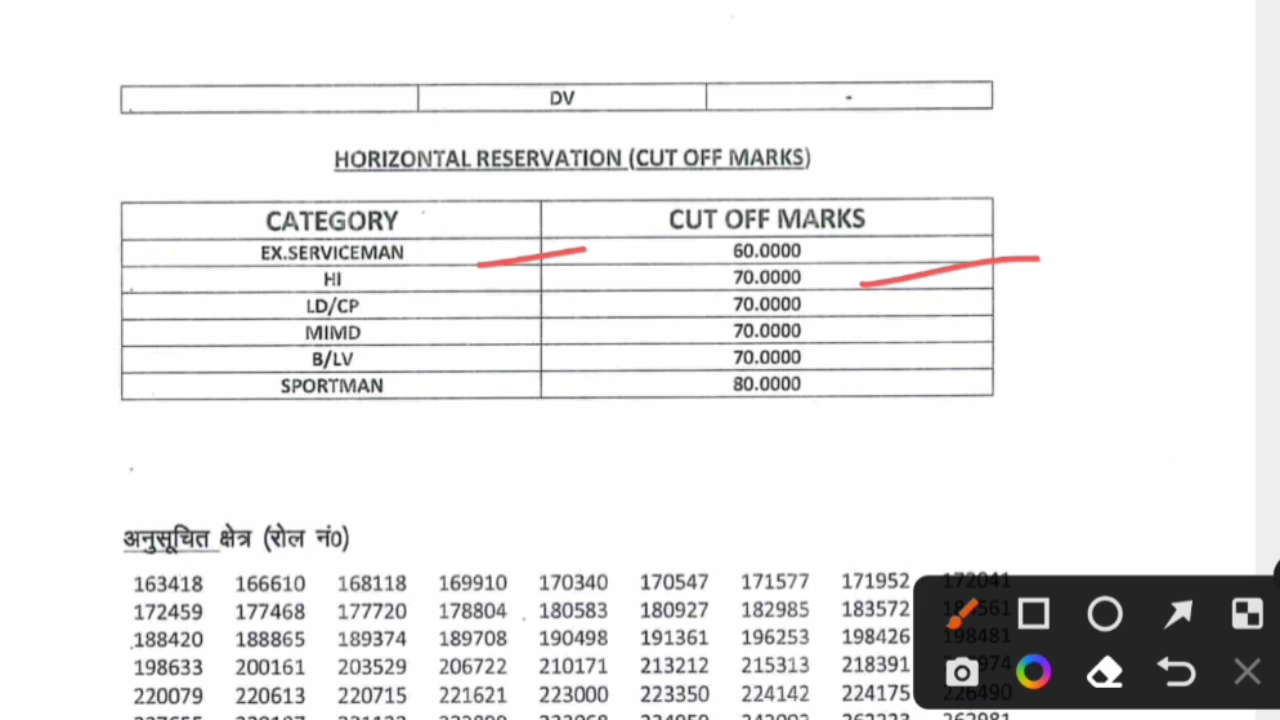 DV -
HORIZONTAL RESERVATION (CUT OFF MARKS)
CATEGORY CUT OFF MARKS
EX.SERVICEMAN 60.0000
HI 70.0000
LD/CP 70.0000
MIMD 70.0000
B/LV 70.0000
SPORTMAN 80.0000
अनुसूचित क्षेत्र (रोल नं0)
163418 166610 168118 169910 170340 170547 171577 171952 172041
172459 177468 177720 178804 180583 180927 182985 183572
188420 188865 189374 189708 190498 191361 196253 198426 198481
198633 200161 203529 206722 210171 213212 215313 218391
220079 220613 220715 221621 223000 223350 224142 224175 226490